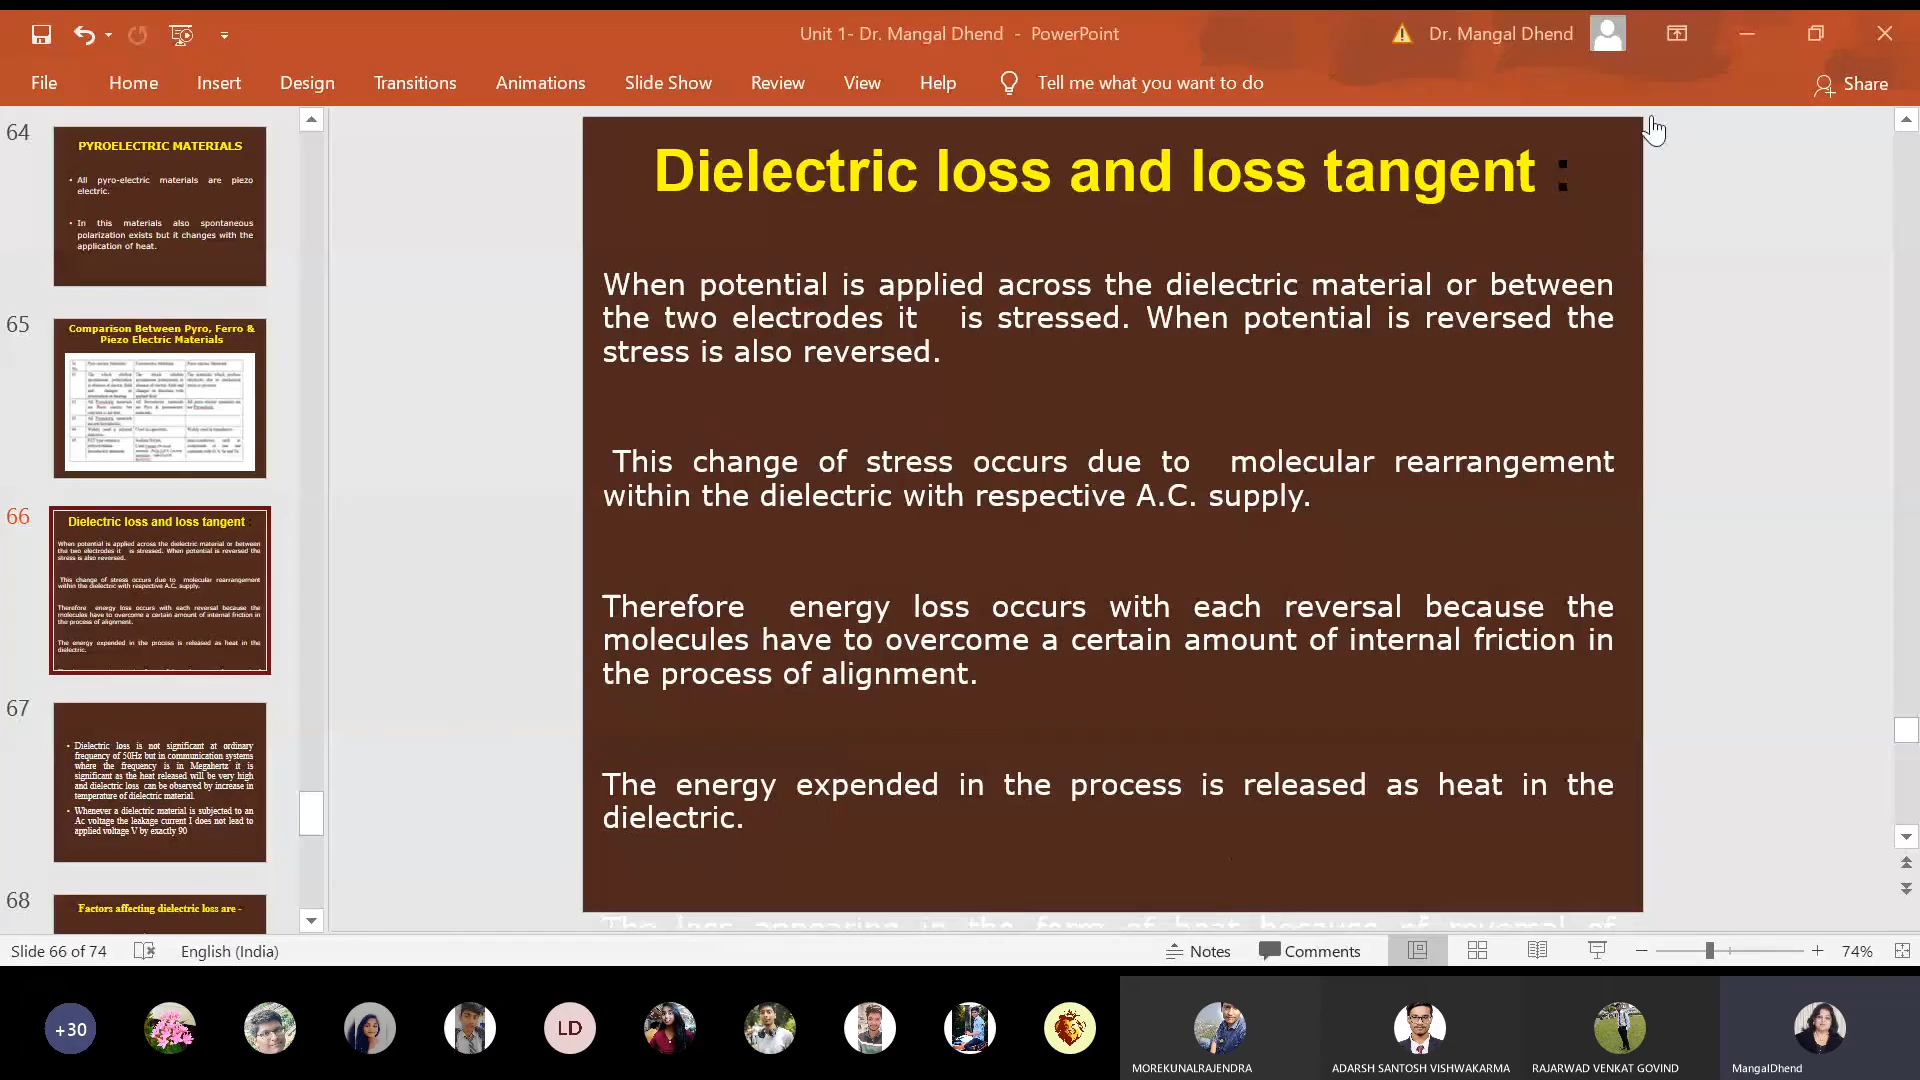 Unit 1- Dr. Mangal Dhend - PowerPoint
Dr. Mangal Dhend
File Home Insert Design Transitions Animations Slide Show Review View Help Tell me what you want to do
Share
64
PYROELECTRIC MATERIALS
• All pyro-electric materials are piezo
electric.
• In this materials also spontaneous
polarization exists but it changes with the
application of heat.
65
Comparison Between Pyro, Ferro &
Piezo Electric Materials
66
Dielectric loss and loss tangent :
When potential is applied across the dielectric material or between
the two electrodes it is stressed. When potential is reversed the
stress is also reversed.
This change of stress occurs due to molecular rearrangement
within the dielectric with respective A.C. supply.
Therefore energy loss occurs with each reversal because the
molecules have to overcome a certain amount of internal friction in
the process of alignment.
The energy expended in the process is released as heat in the
dielectric.
67
• Dielectric loss is not significant at ordinary
frequency of 50Hz but in communication systems
where the frequency is in Megahertz it is
significant as the heat released will be very high
and dielectric loss can be observed by increase in
temperature of dielectric material.
• Whenever a dielectric material is subjected to an
Ac voltage the leakage current I does not lead to
applied voltage V by exactly 90
68
Factors affecting dielectric loss are -
Dielectric loss and loss tangent :
When potential is applied across the dielectric material or between
the two electrodes it is stressed. When potential is reversed the
stress is also reversed.
This change of stress occurs due to molecular rearrangement
within the dielectric with respective A.C. supply.
Therefore energy loss occurs with each reversal because the
molecules have to overcome a certain amount of internal friction in
the process of alignment.
The energy expended in the process is released as heat in the
dielectric.
The loss appearing in the form of heat because of reversal of
Slide 66 of 74
English (India)
Notes
Comments
74%
+30
LD
MOREKUNALRAJENDRA
ADARSH SANTOSH VISHWAKARMA
RAJARWAD VENKAT GOVIND
MangalDhend